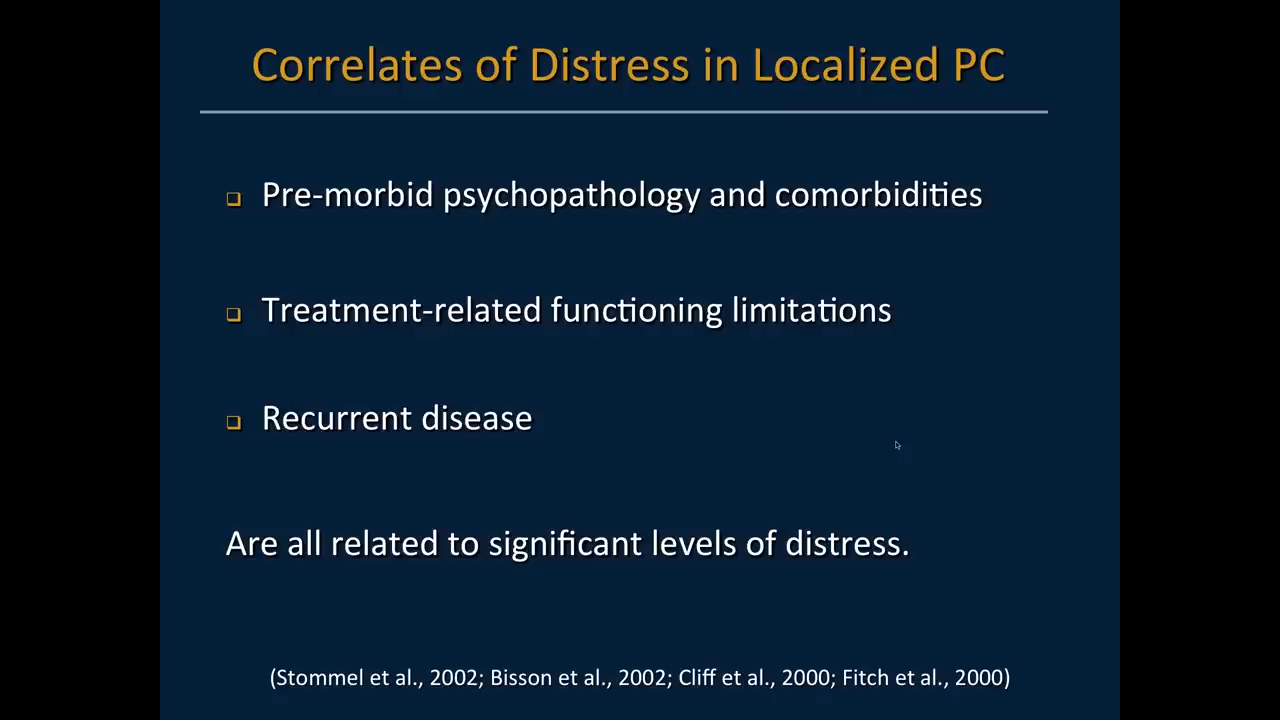 Correlates of Distress in Localized PC
Pre-morbid psychopathology and comorbidities
Treatment-related functioning limitations
Recurrent disease
Are all related to significant levels of distress.
(Stommel et al., 2002; Bisson et al., 2002; Cliff et al., 2000; Fitch et al., 2000)